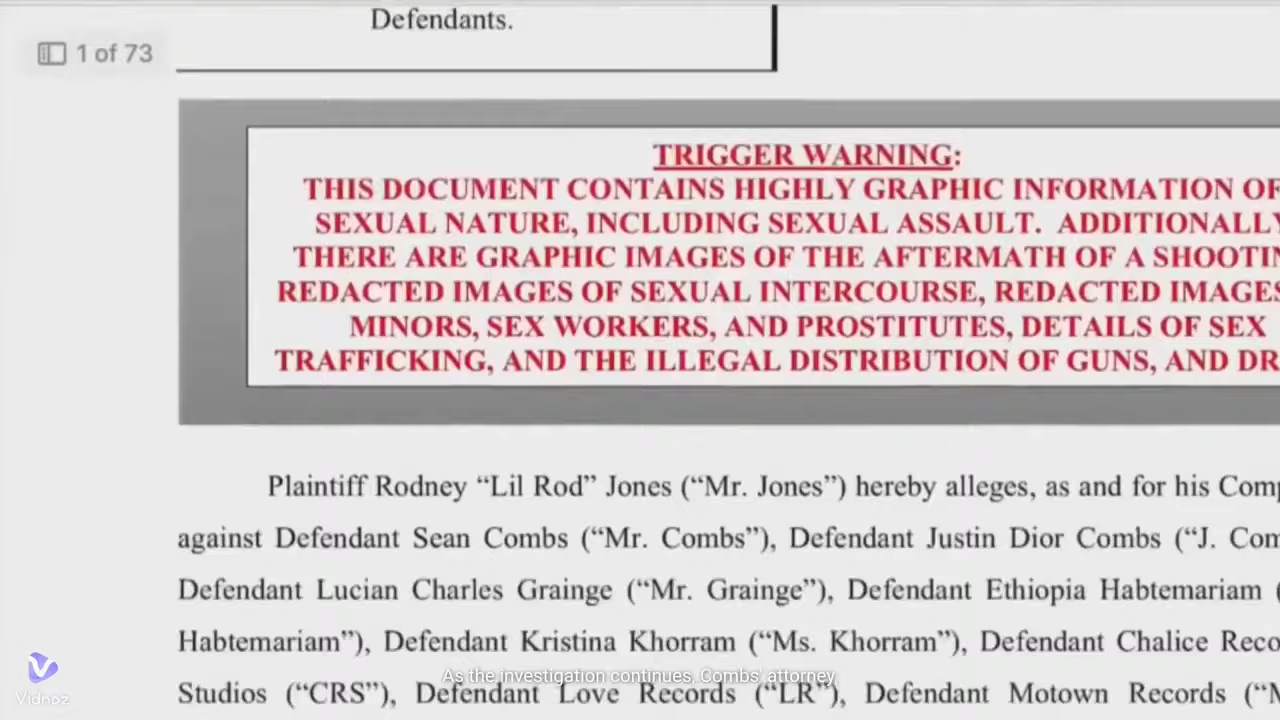 Defendants.
1 of 73
TRIGGER WARNING:
THIS DOCUMENT CONTAINS HIGHLY GRAPHIC INFORMATION OF
SEXUAL NATURE, INCLUDING SEXUAL ASSAULT. ADDITIONALLY
THERE ARE GRAPHIC IMAGES OF THE AFTERMATH OF A SHOOTIN
REDACTED IMAGES OF SEXUAL INTERCOURSE, REDACTED IMAGES
MINORS, SEX WORKERS, AND PROSTITUTES, DETAILS OF SEX
TRAFFICKING, AND THE ILLEGAL DISTRIBUTION OF GUNS, AND DR
Plaintiff Rodney “Lil Rod” Jones (“Mr. Jones”) hereby alleges, as and for his Comp
against Defendant Sean Combs (“Mr. Combs”), Defendant Justin Dior Combs (“J. Com
Defendant Lucian Charles Grainge (“Mr. Grainge”), Defendant Ethiopia Habtemariam (
Habtemariam”), Defendant Kristina Khorram (“Ms. Khorram”), Defendant Chalice Reco
As the investigation continues, Combs' attorney
Studios (“CRS”), Defendant Love Records (“LR”), Defendant Motown Records (“M
Vidnoz